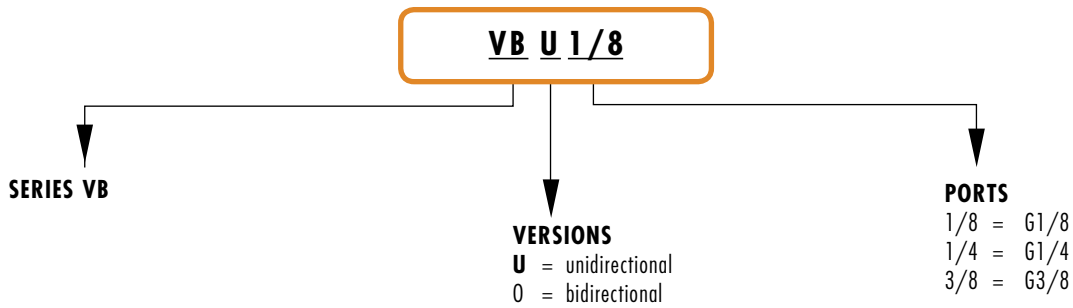 VB U 1/8
SERIES VB
VERSIONS
U = unidirectional
0 = bidirectional
PORTS
1/8 = G1/8
1/4 = G1/4
3/8 = G3/8